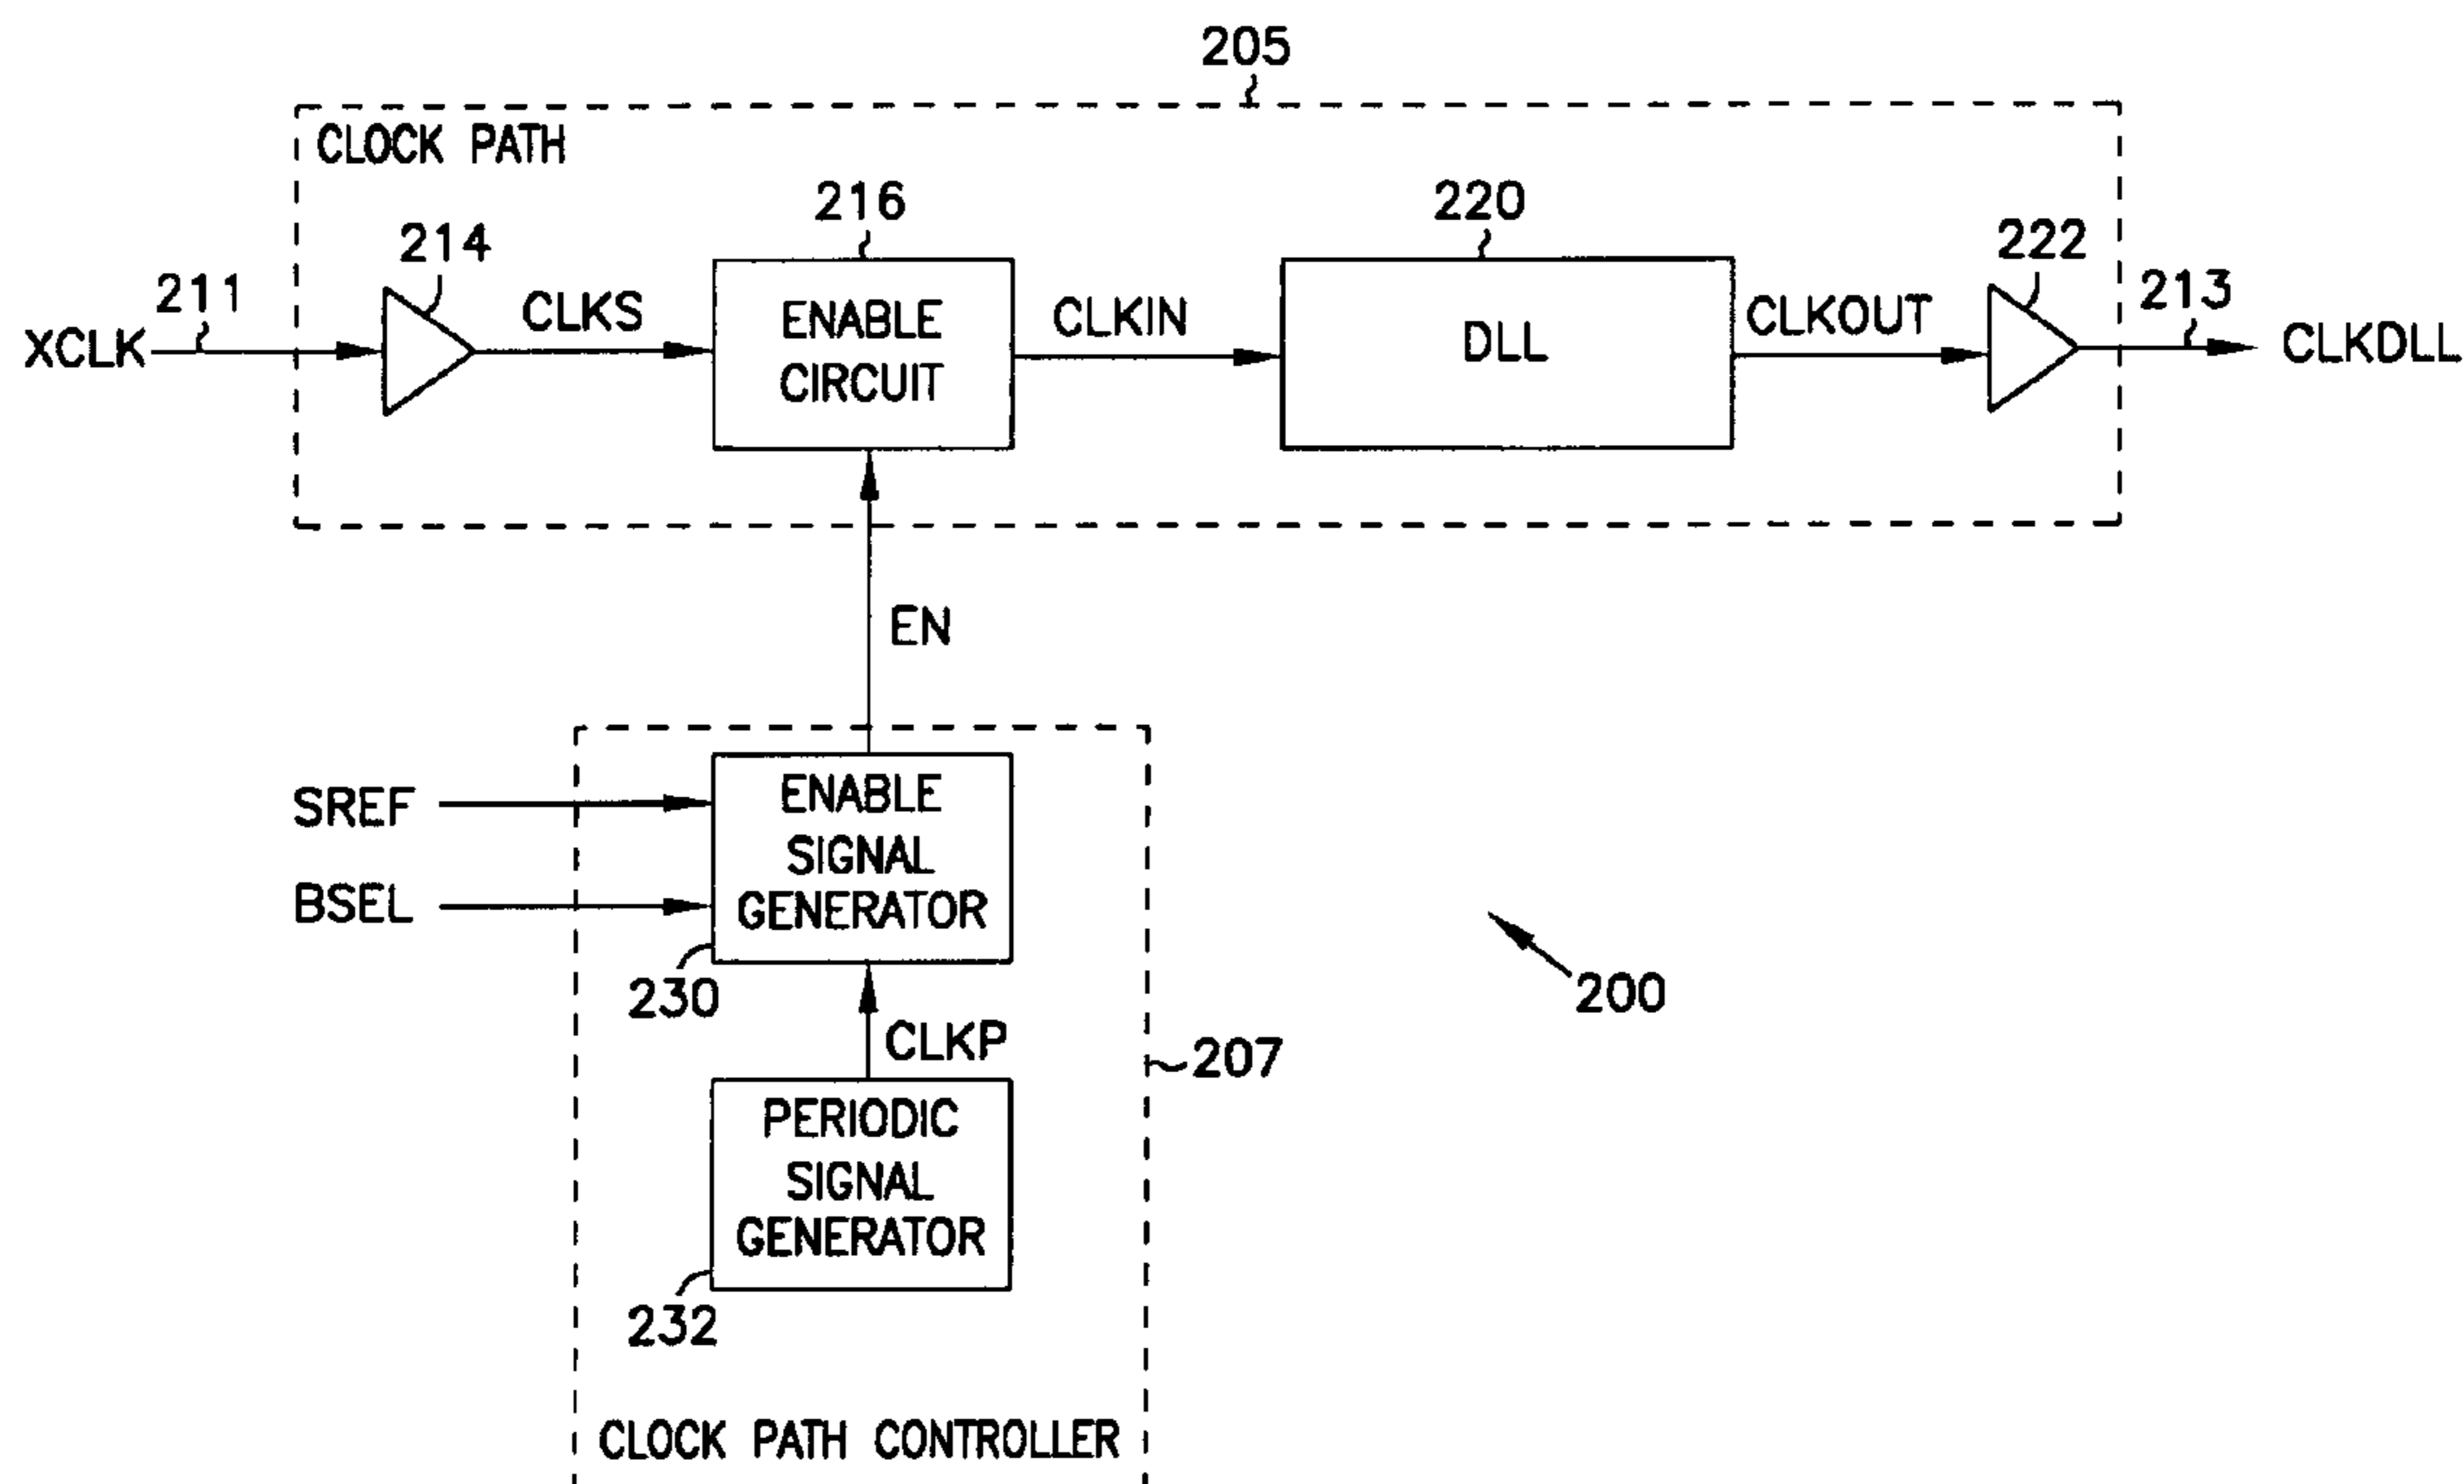 205
CLOCK PATH
214
216
220
222
211
213
XCLK
CLKS
ENABLE
CIRCUIT
CLKIN
DLL
CLKOUT
CLKDLL
EN
SREF
BSEL
ENABLE
SIGNAL
GENERATOR
230
200
CLKP
207
PERIODIC
SIGNAL
GENERATOR
232
CLOCK PATH CONTROLLER